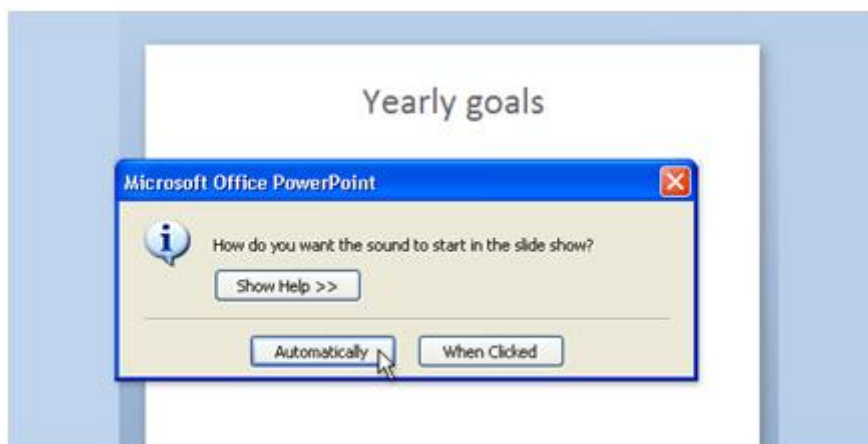 Yearly goals
Microsoft Office PowerPoint
How do you want the sound to start in the slide show?
Show Help >>
Automatically When Clicked